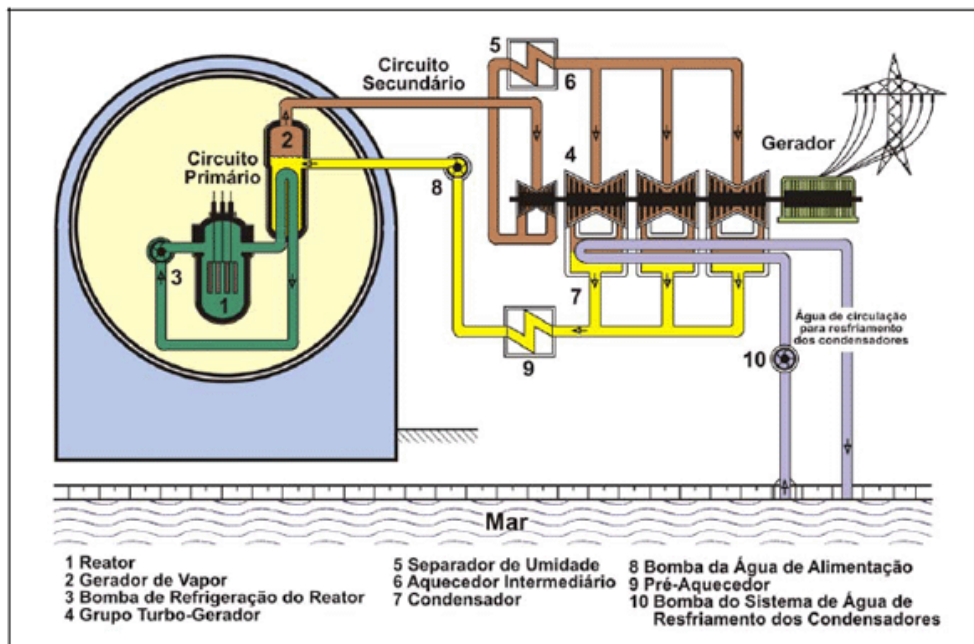 5
6
Circuito
Secundário
2
4
Gerador
Circuito
Primário
8
3
1
7
9
Água de circulação
para resfriamento
dos condensadores
10
Mar
1 Reator
2 Gerador de Vapor
3 Bomba de Refrigeração do Reator
4 Grupo Turbo-Gerador
5 Separador de Umidade
6 Aquecedor Intermediário
7 Condensador
8 Bomba da Água de Alimentação
9 Pré-Aquecedor
10 Bomba do Sistema de Água de
Resfriamento dos Condensadores